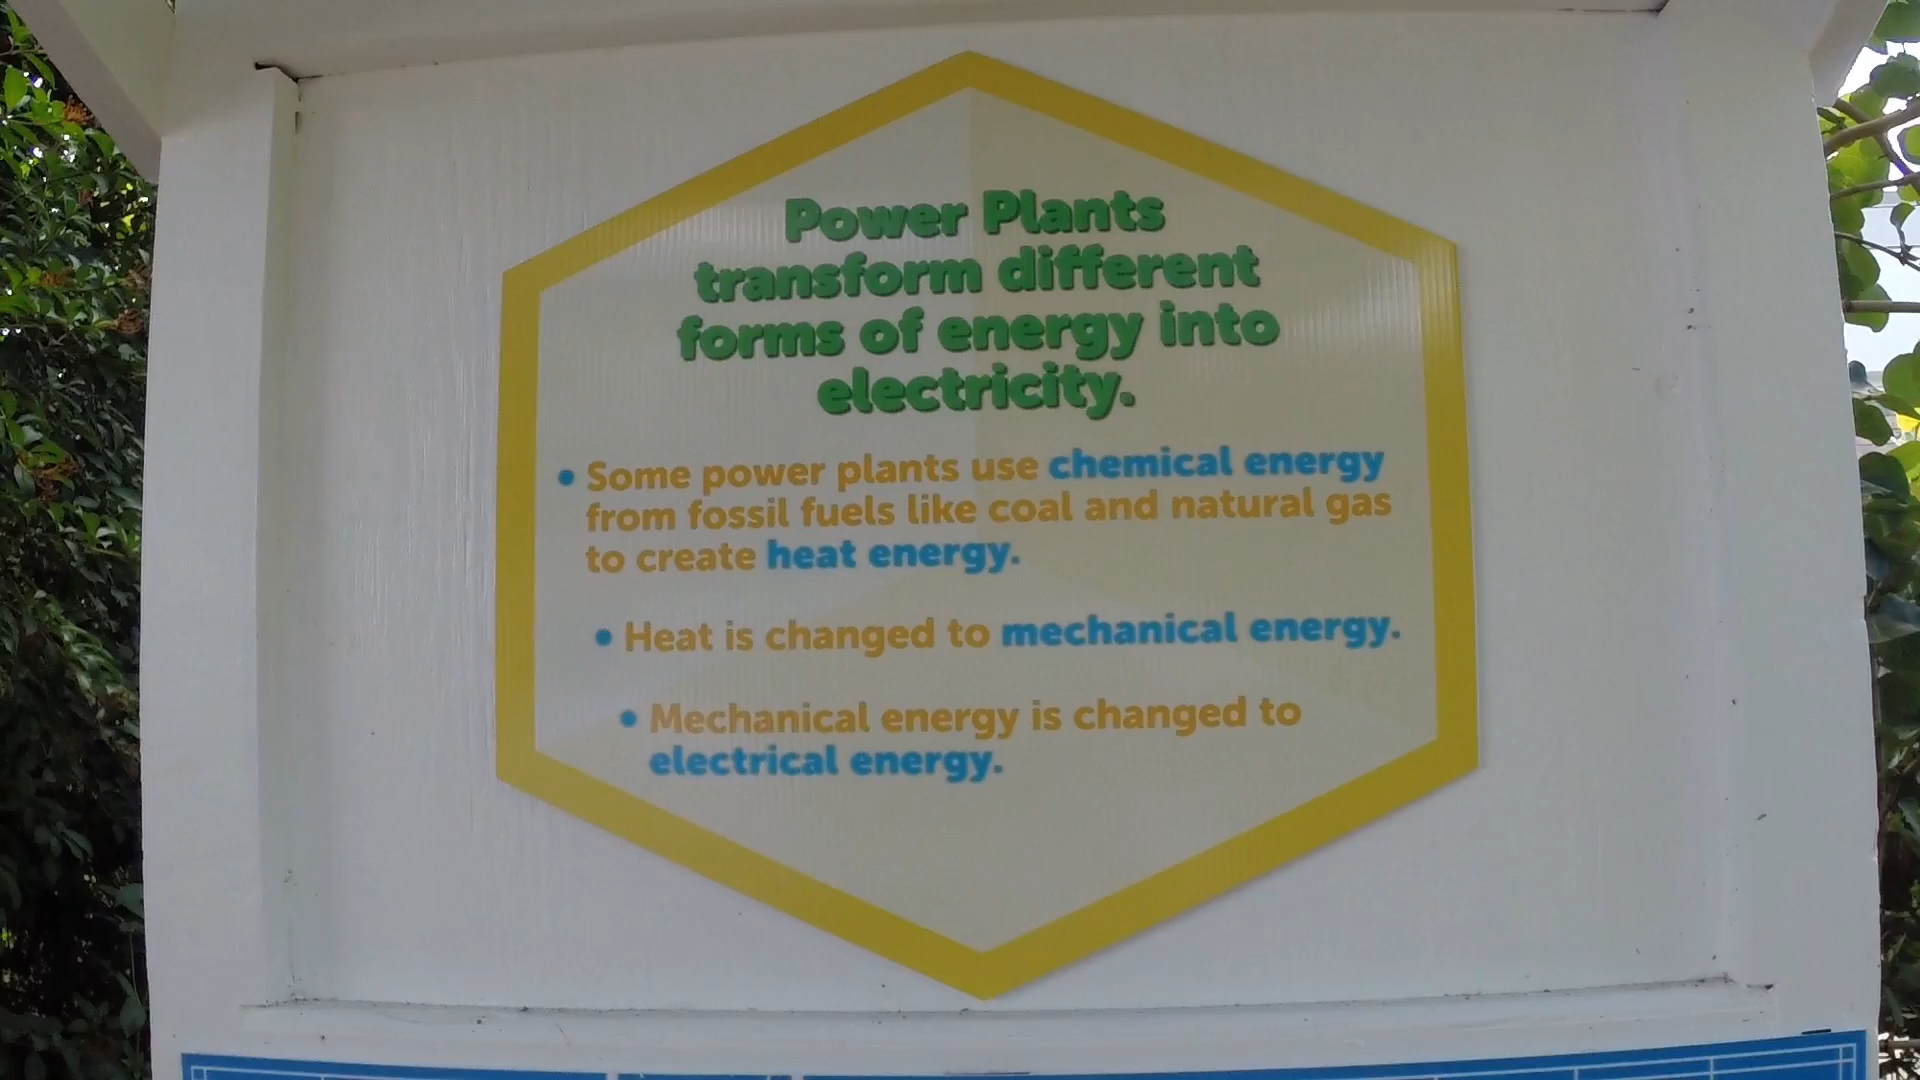 Power Plants
transform different
forms of energy into
electricity.
• Some power plants use chemical energy
from fossil fuels like coal and natural gas
to create heat energy.
• Heat is changed to mechanical energy.
• Mechanical energy is changed to
electrical energy.